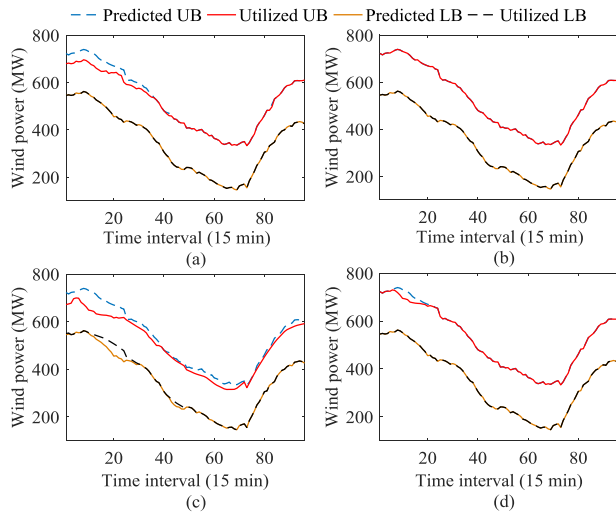 Predicted UB Utilized UB Predicted LB Utilized LB
800 800
600 600
400 400
200 200
Wind power (MW) Wind power (MW)
20 40 60 80 20 40 60 80
Time interval (15 min) Time interval (15 min)
(a) (b)
800 800
600 600
400 400
200 200
Wind power (MW) Wind power (MW)
20 40 60 80 20 40 60 80
Time interval (15 min) Time interval (15 min)
(c) (d)